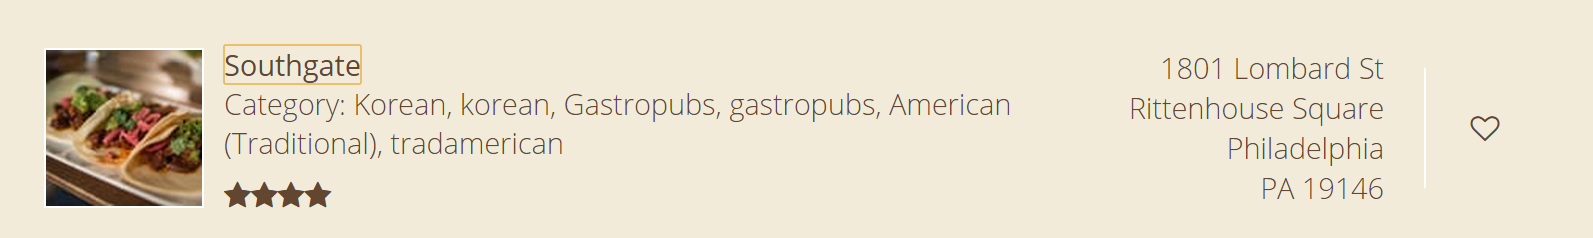 Southgate
Category: Korean, korean, Gastropubs, gastropubs, American
(Traditional), tradamerican
1801 Lombard St
Rittenhouse Square
Philadelphia
PA 19146